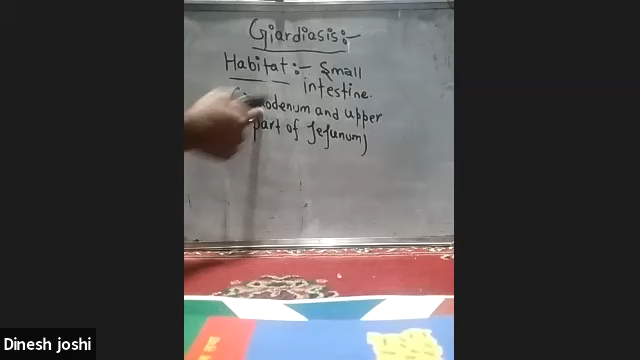 Giardiasis:-
Habitat:- Small
intestine.
and upper
part of Jejunum)
Dinesh joshi